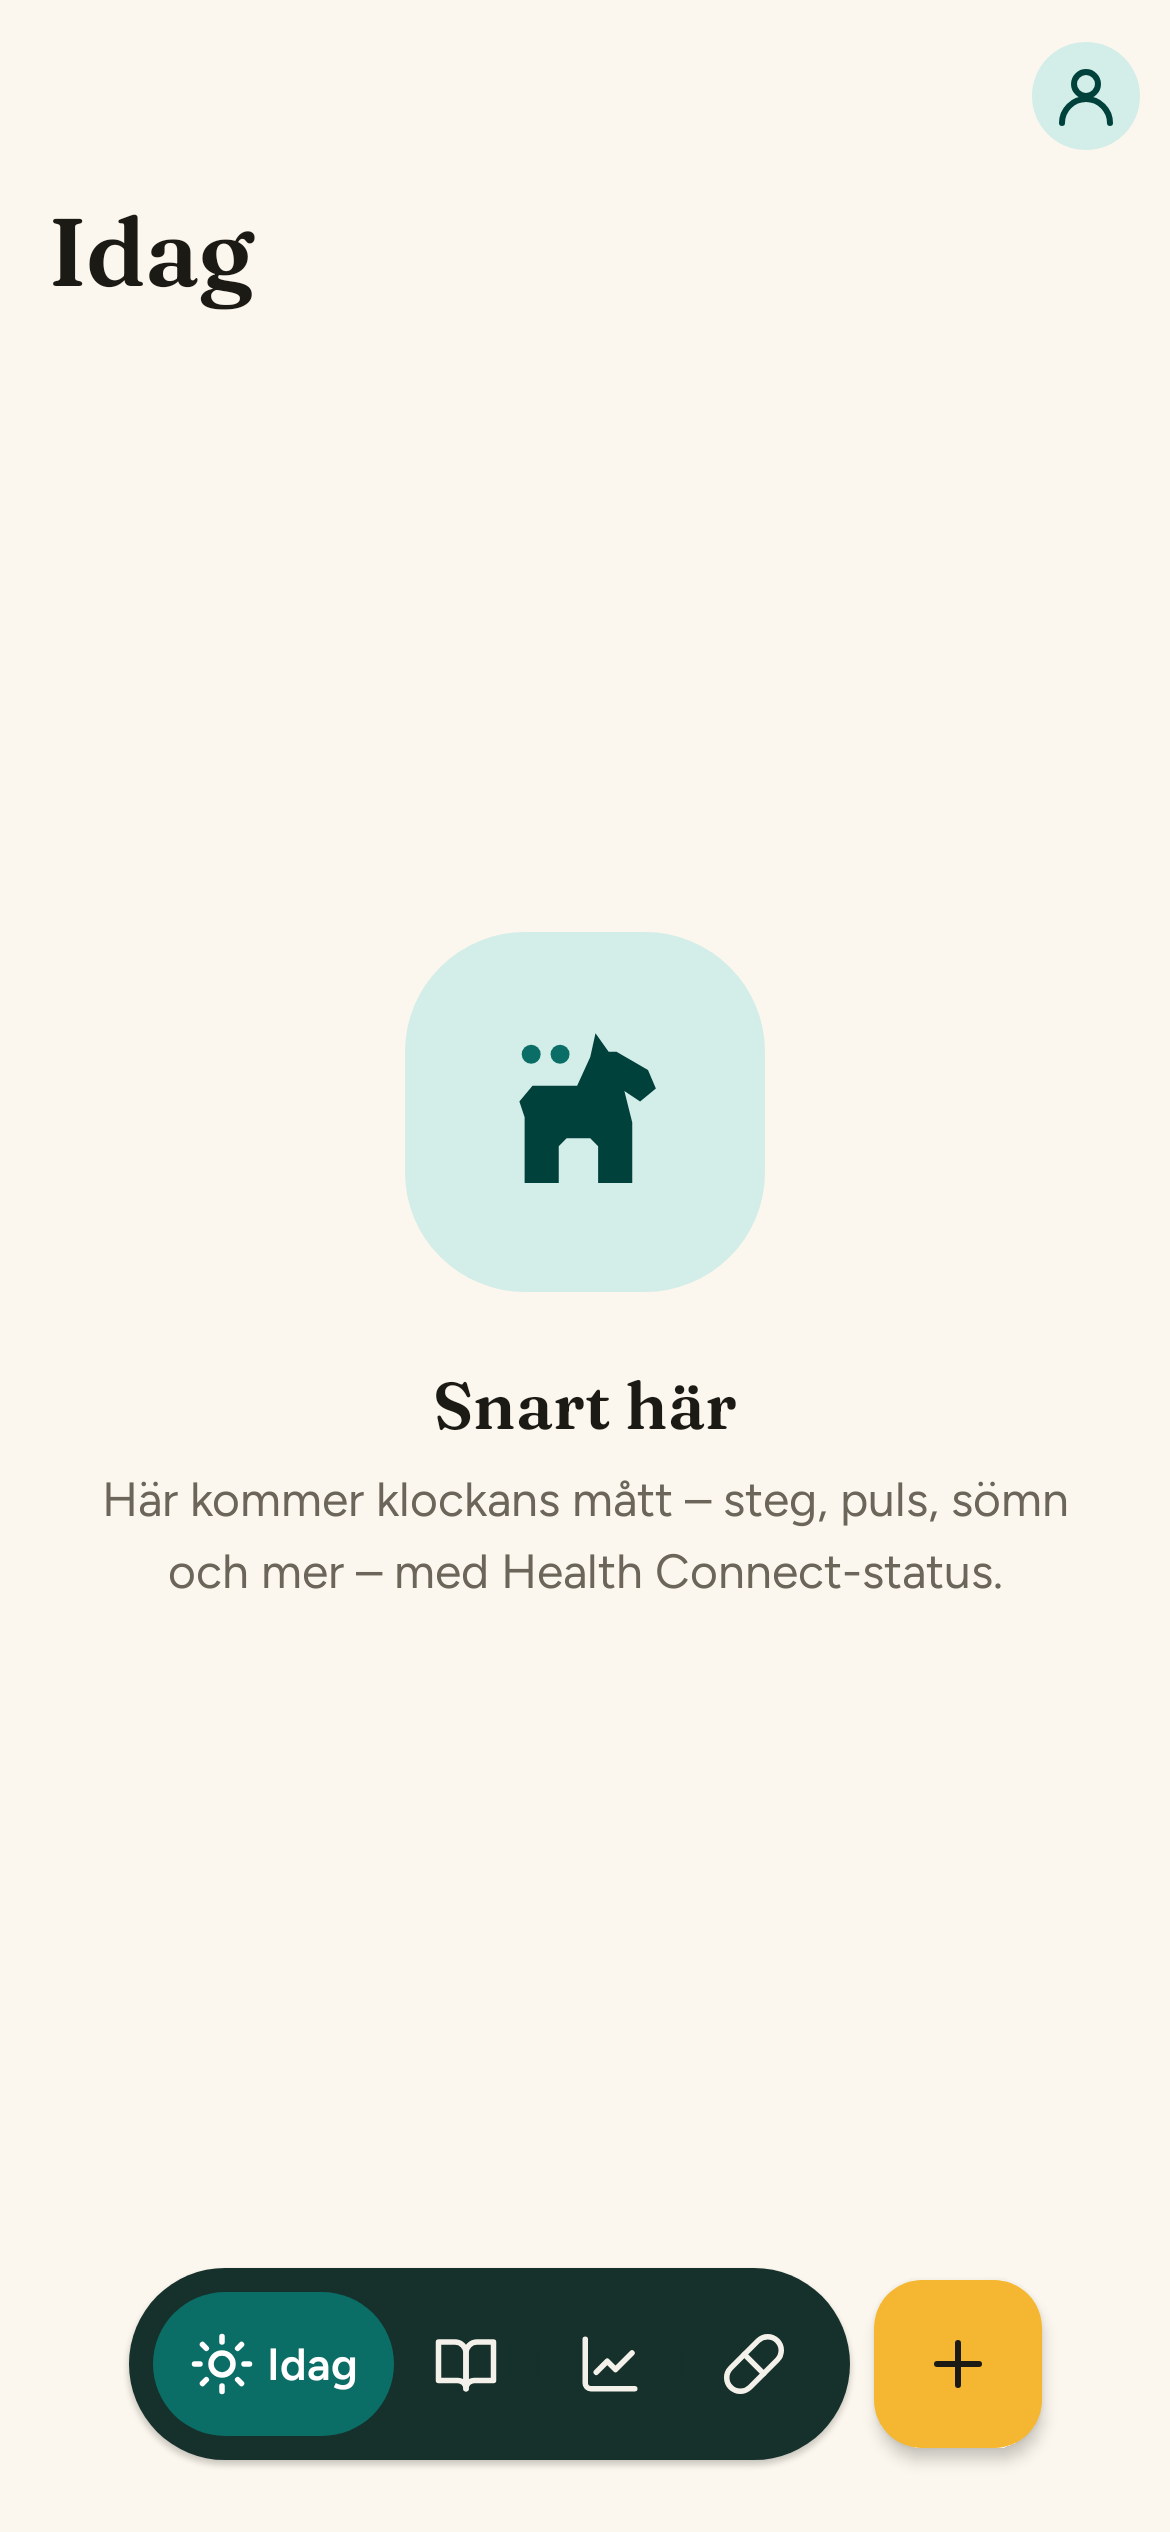 Idag
Snart här
Här kommer klockans mått – steg, puls, sömn
och mer – med Health Connect-status.
Idag